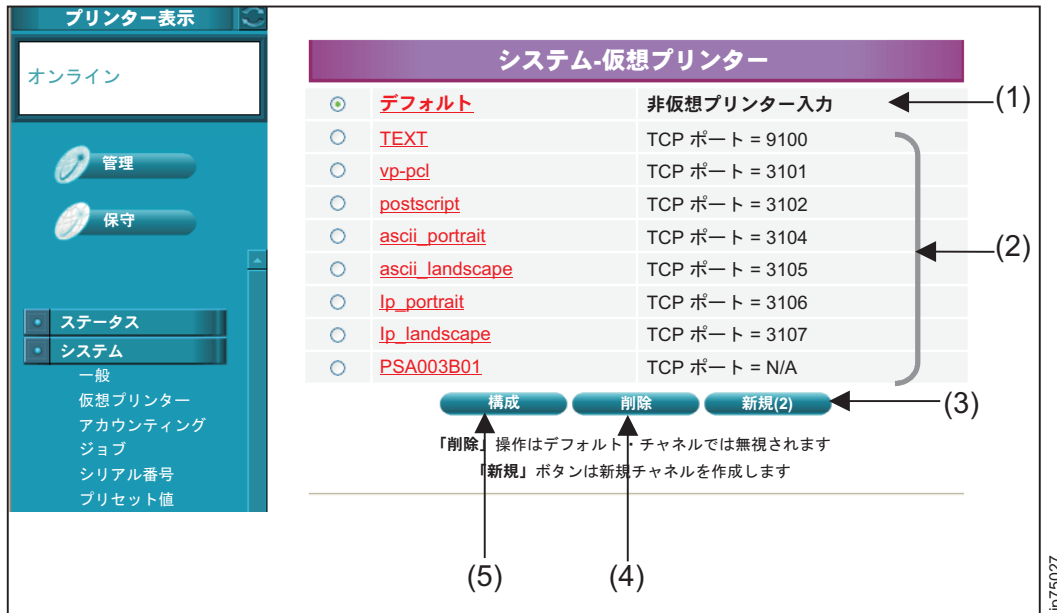 プリンター表示
オンライン
管理
保守
ステータス
システム
一般
仮想プリンター
アカウンティング
ジョブ
シリアル番号
プリセット値
システム-仮想プリンター
デフォルト 非仮想プリンター入力 (1)
TEXT TCP ポート = 9100
vp-pcl TCP ポート = 3101
postscript TCP ポート = 3102
ascii_portrait TCP ポート = 3104
(2)
ascii_landscape TCP ポート = 3105
Ip_portrait TCP ポート = 3106
Ip_landscape TCP ポート = 3107
PSA003B01 TCP ポート = N/A
構成 削除 新規(2) (3)
「削除」操作はデフォルト・チャネルでは無視されます
「新規」ボタンは新規チャネルを作成します
(5) (4)